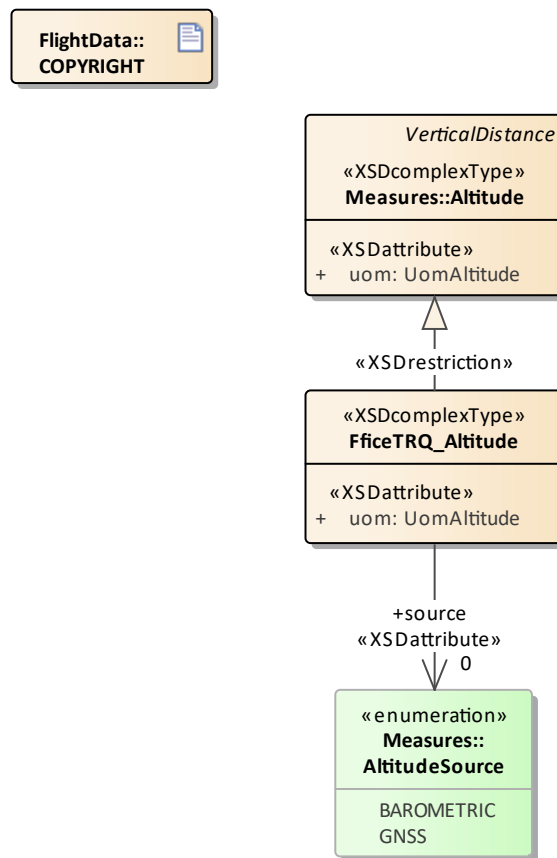 FlightData::
COPYRIGHT
VerticalDistance
«XSDcomplexType»
Measures::Altitude
«XSDattribute»
+ uom: UomAltitude
«XSDrestriction»
«XSDcomplexType»
FficeTRQ_Altitude
«XSDattribute»
+ uom: UomAltitude
+source
«XSDattribute»
0
«enumeration»
Measures::
AltitudeSource
BAROMETRIC
GNSS